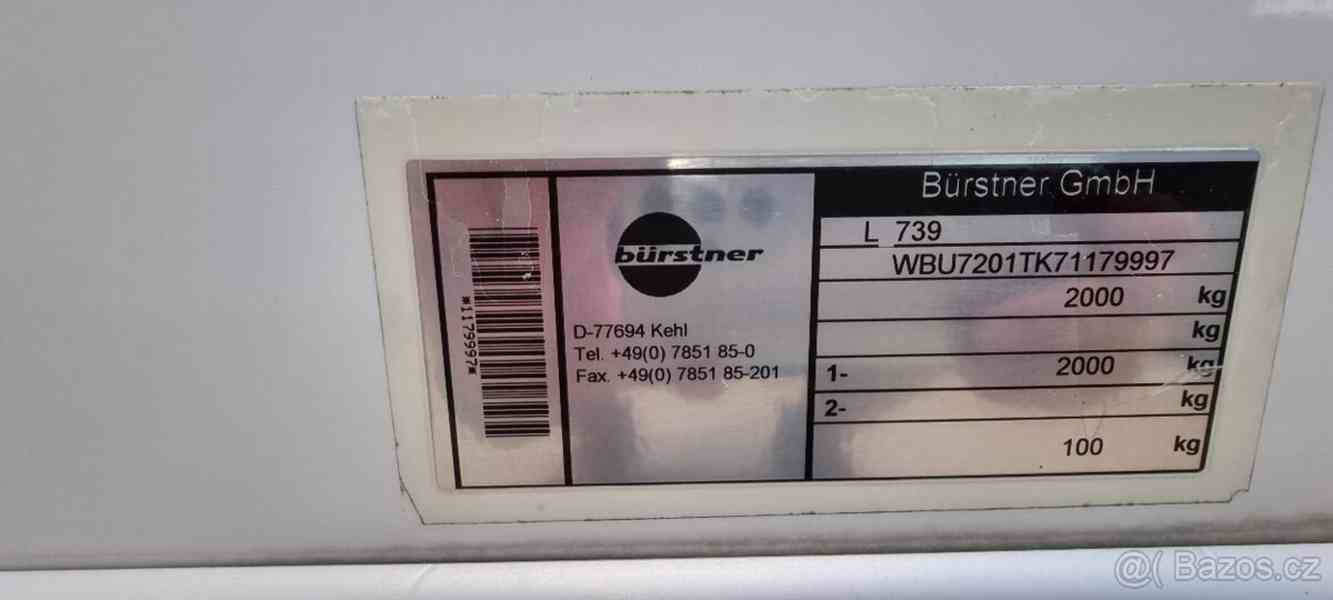 *1179997*
bürstner
D-77694 Kehl
Tel. +49(0) 7851 85-0
Fax. +49(0) 7851 85-201
Bürstner GmbH
L 739
WBU7201TK71179997
2000 kg
kg
1- 2000 kg
2- kg
100 kg
@( Bazos.cz